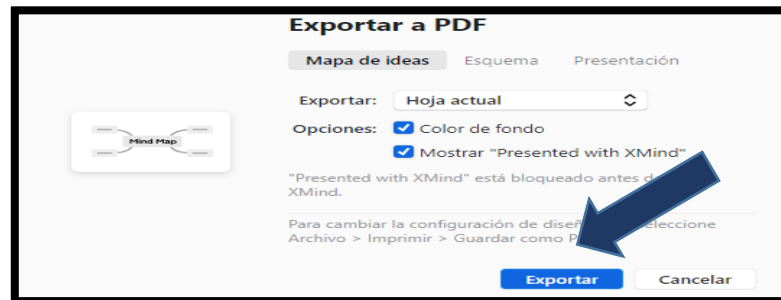 Exportar a PDF
Mapa de ideas Esquema Presentación
Exportar: Hoja actual
Opciones: Color de fondo
Mind Map
Mostrar "Presented with XMind"
"Presented with XMind" está bloqueado antes
XMind.
Para cambiar la configuración de
Archivo > Imprimir > Guardar como
Exportar Cancelar